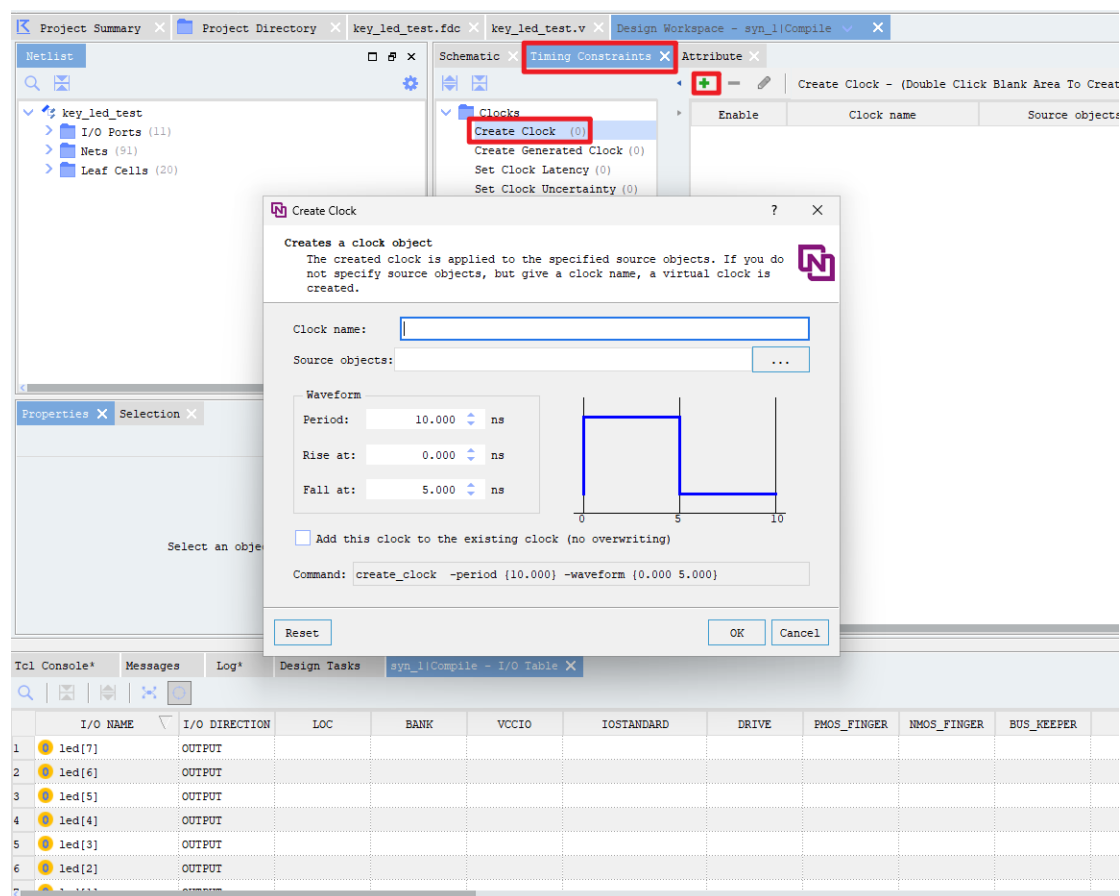 Project Summary Project Directory key_led_test.fdc key_led_test.v Design Workspace - syn_1|Compile
Netlist
Schematic Timing Constraints Attribute
Create Clock - (Double Click Blank Area To Creat
key_led_test
I/O Ports (11)
Nets (91)
Leaf Cells (20)
Clocks
Create Clock (0)
Create Generated Clock (0)
Set Clock Latency (0)
Set Clock Uncertainty (0)
Enable Clock name Source objects
Create Clock ?
Creates a clock object
The created clock is applied to the specified source objects. If you do
not specify source objects, but give a clock name, a virtual clock is
created.
Clock name:
Source objects: ...
Waveform
Period: 10.000 ns
Rise at: 0.000 ns
Fall at: 5.000 ns
0 5 10
Add this clock to the existing clock (no overwriting)
Command: create_clock -period {10.000} -waveform {0.000 5.000}
Reset OK Cancel
Properties Selection
Select an obje
Tcl Console* Messages Log* Design Tasks syn_1|Compile - I/O Table
I/O NAME I/O DIRECTION LOC BANK VCCIO IOSTANDARD DRIVE PMOS_FINGER NMOS_FINGER BUS_KEEPER
1 O led[7] OUTPUT
2 O led[6] OUTPUT
3 O led[5] OUTPUT
4 O led[4] OUTPUT
5 O led[3] OUTPUT
6 O led[2] OUTPUT